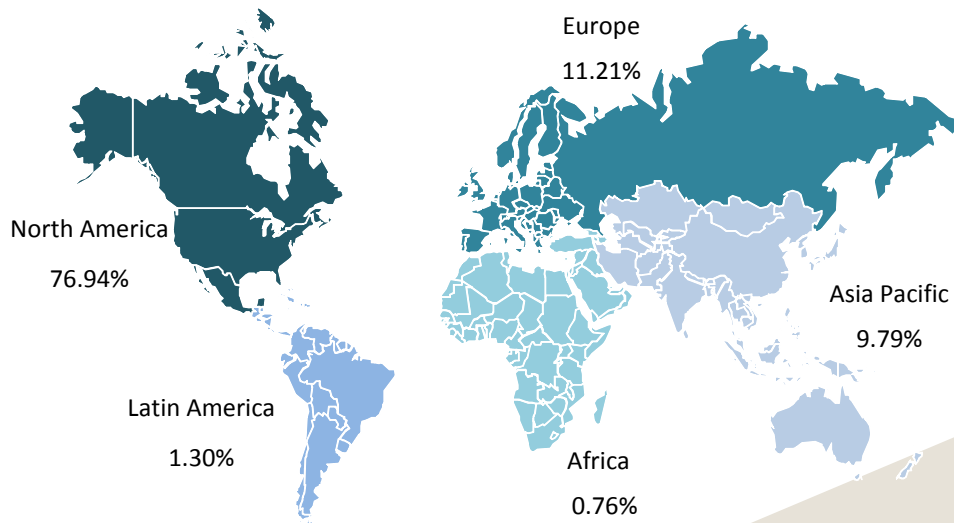 Europe
11.21%
North America
76.94%
Asia Pacific
9.79%
Latin America
1.30%
Africa
0.76%